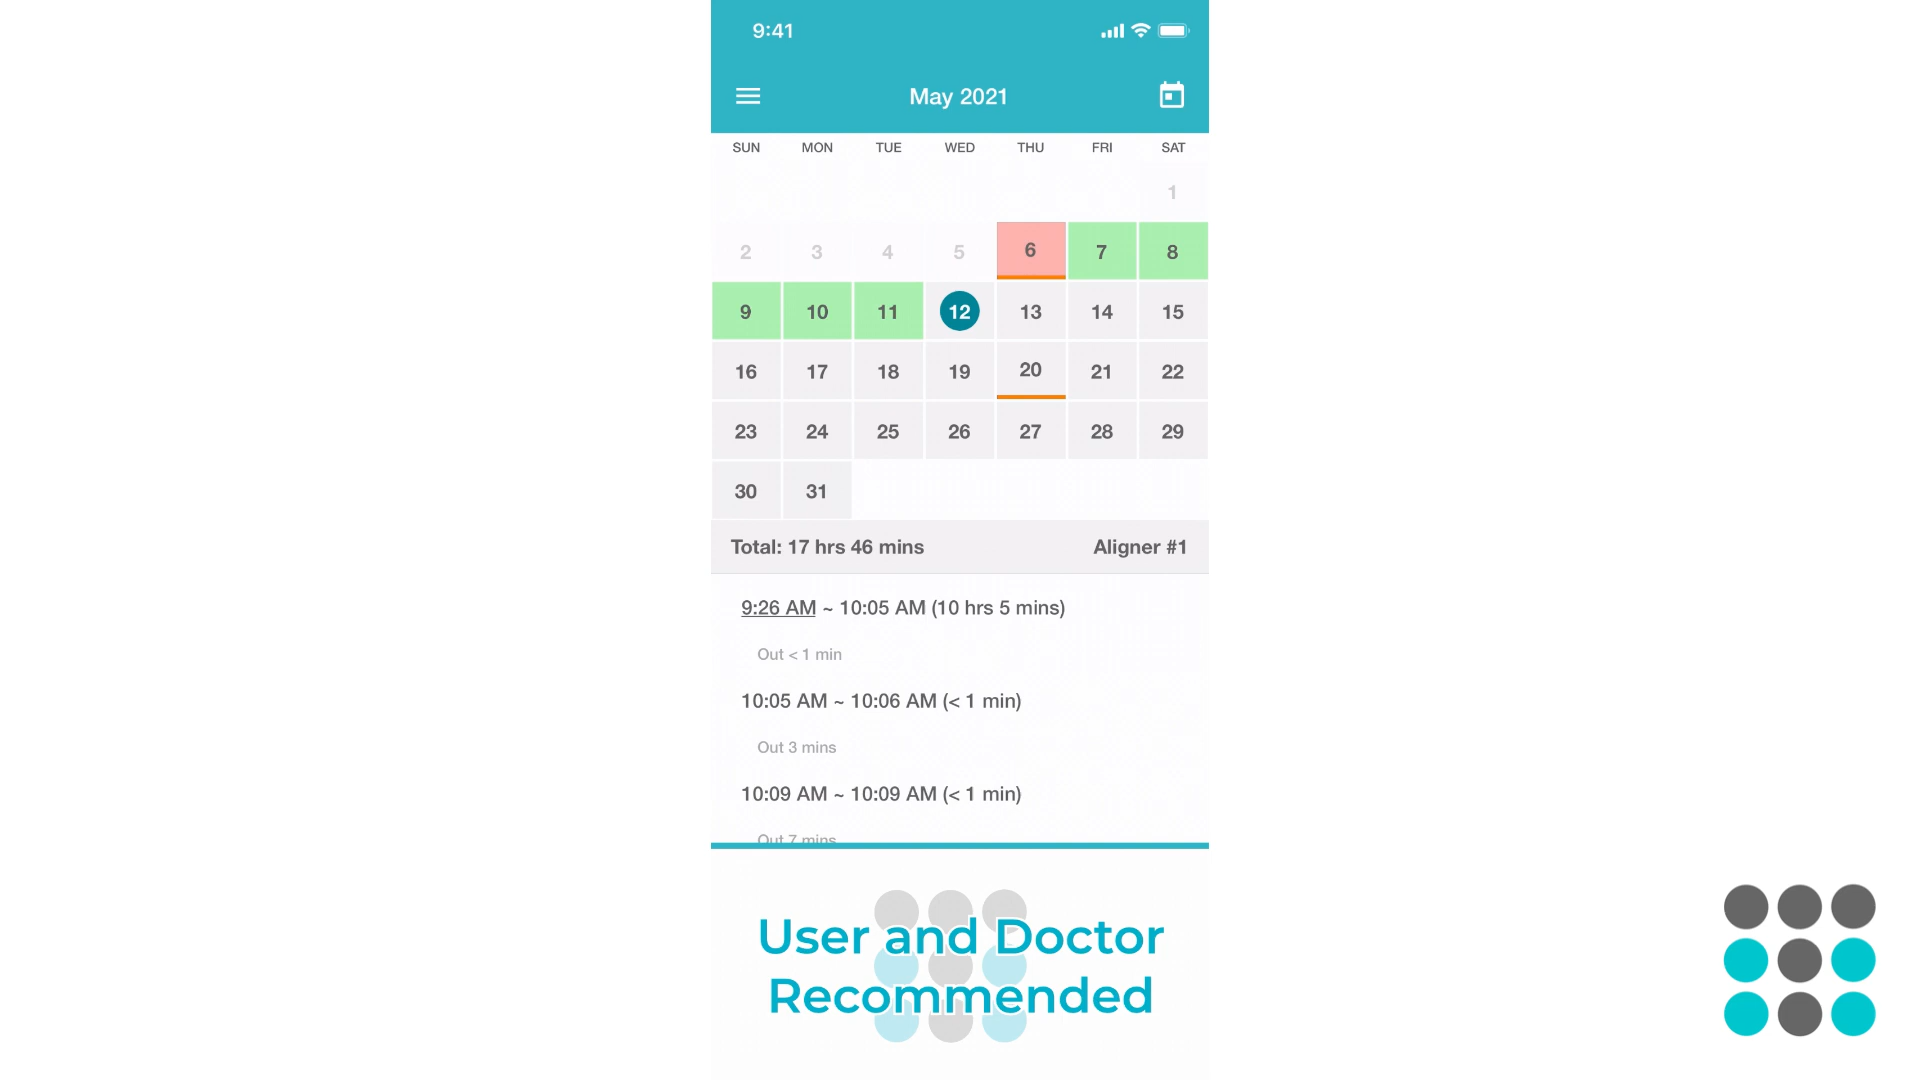 9:41
May 2021
SUN MON TUE WED THU FRI SAT
1
2 3 4 5 6 7 8
9 10 11 12 13 14 15
16 17 18 19 20 21 22
23 24 25 26 27 28 29
30 31
Total: 17 hrs 46 mins Aligner #1
9:26 AM ~ 10:05 AM (10 hrs 5 mins)
Out < 1 min
10:05 AM ~ 10:06 AM (< 1 min)
Out 3 mins
10:09 AM ~ 10:09 AM (< 1 min)
Out 7 mins
User and Doctor
Recommended